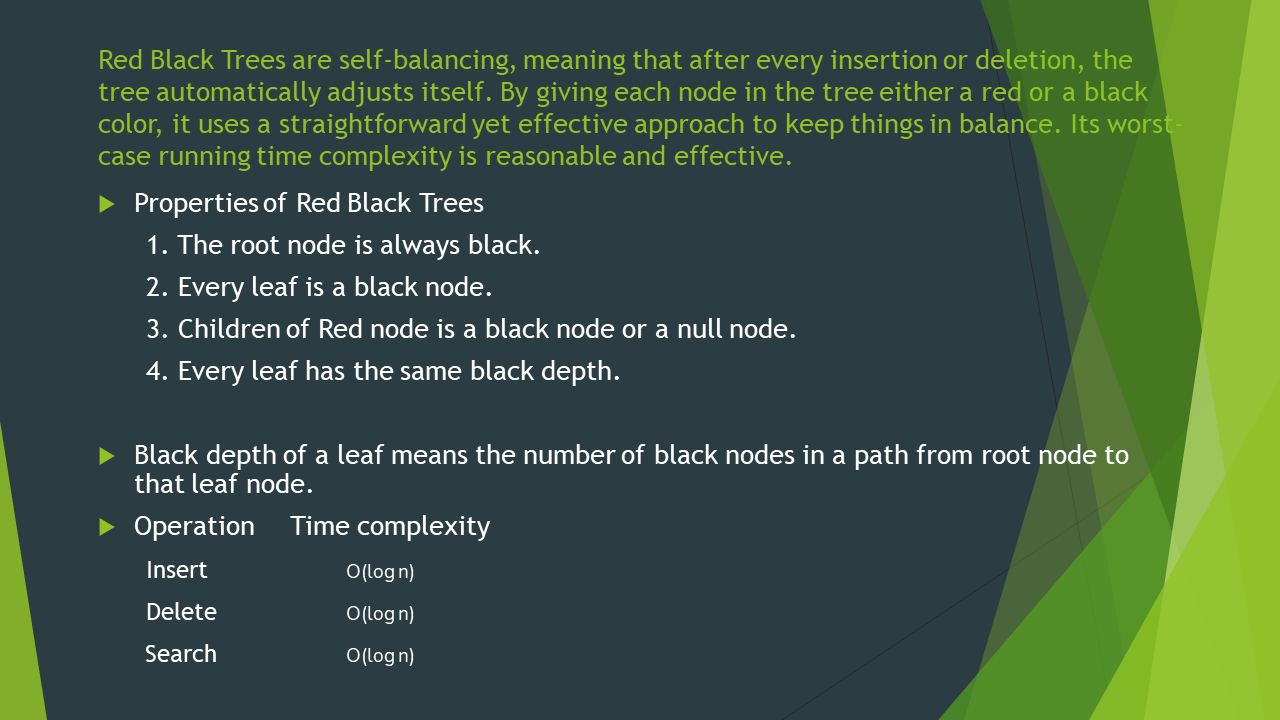 Red Black Trees are self-balancing, meaning that after every insertion or deletion, the
tree automatically adjusts itself. By giving each node in the tree either a red or a black
color, it uses a straightforward yet effective approach to keep things in balance. Its worst-
case running time complexity is reasonable and effective.
Properties of Red Black Trees
1. The root node is always black.
2. Every leaf is a black node.
3. Children of Red node is a black node or a null node.
4. Every leaf has the same black depth.
Black depth of a leaf means the number of black nodes in a path from root node to
that leaf node.
Operation Time complexity
Insert O(log n)
Delete O(log n)
Search O(log n)